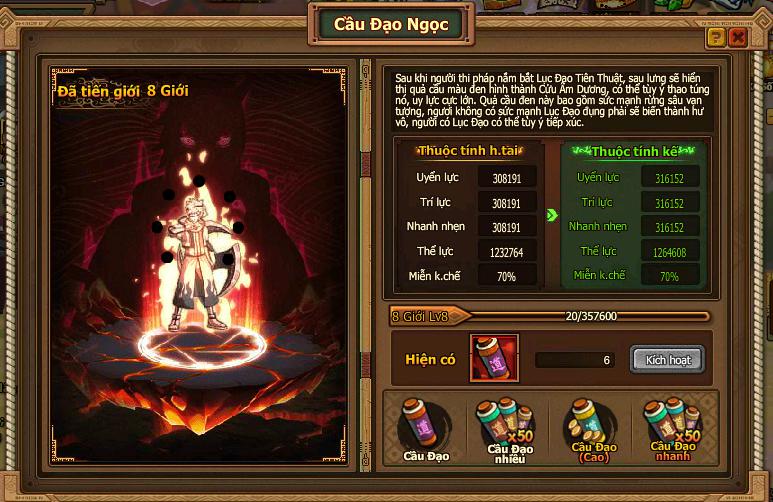 Cầu Đạo Ngọc
?
Đã tiến giới 8 Giới
Sau khi người thi pháp nắm bắt Lục Đạo Tiên Thuật, sau lưng sẽ hiển
thị quả cầu màu đen hình thành Cửu Âm Dương, có thể tùy ý thao túng
nó, uy lực cực lớn. Quả cầu đen này bao gồm sức mạnh rừng sâu vạn
tượng, ngươi không có sức mạnh Lục Đạo đụng phải sẽ biến thành hư
vô, người có Lục Đạo có thể tùy ý tiếp xúc.
Thuộc tính h.tại
Uyển lực 308191
Trí lực 308191
Nhanh nhẹn 308191
Thể lực 1232764
Miễn k.chế 70%
Thuộc tính kế
Uyển lực 316152
Trí lực 316152
Nhanh nhẹn 316152
Thể lực 1264608
Miễn k.chế 70%
8 Giới Lv8 20/357600
Hiện có 道 6 Kích hoạt
Cầu Đạo
x50
Cầu Đạo
nhiều
Cầu Đạo
(Cao)
x50
Cầu Đạo
nhanh